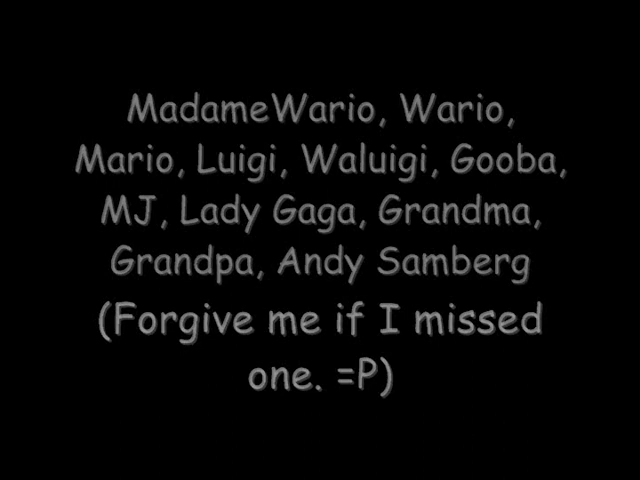 MadameWario, Wario,
Mario, Luigi, Waluigi, Gooba,
MJ, Lady Gaga, Grandma,
Grandpa, Andy Samberg
(Forgive me if I missed
one. =P)